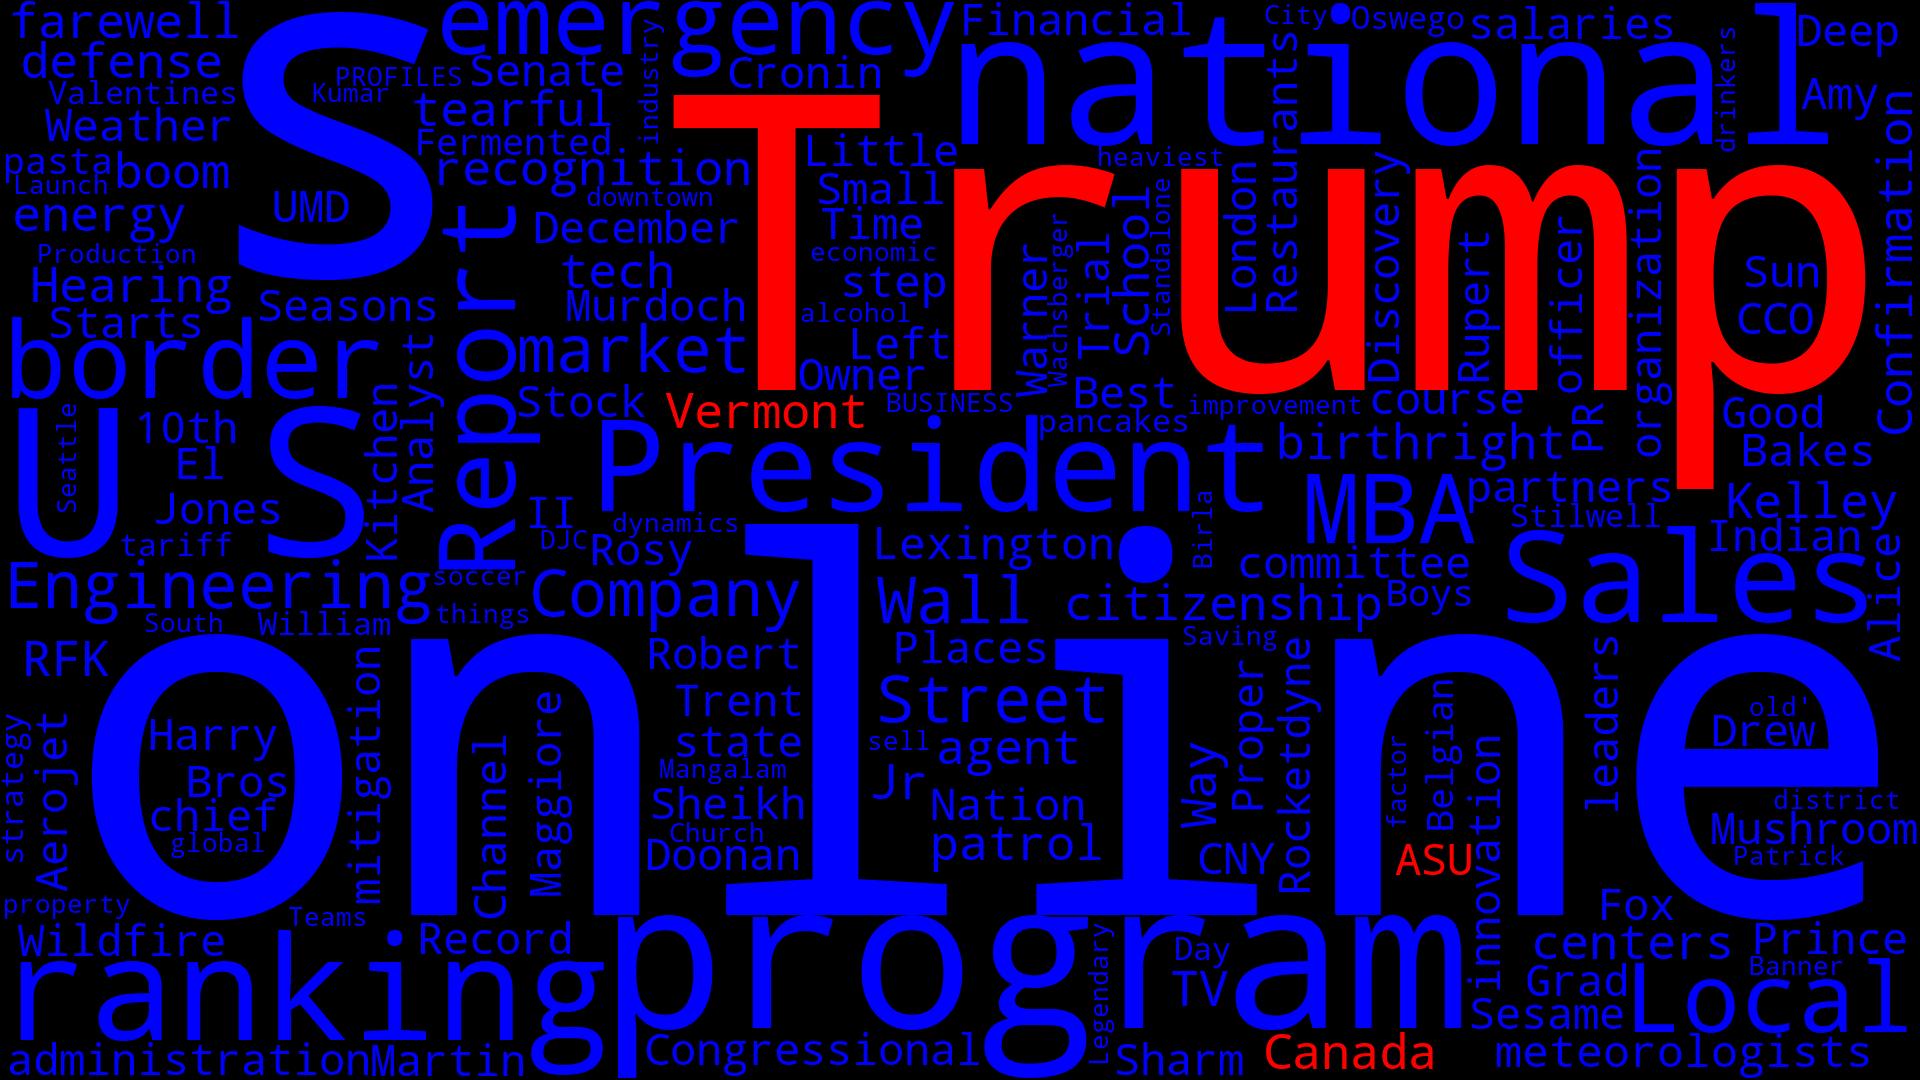 farewell
emergency
Financial
City
Oswego
salaries
Deep
defense
S
PROFILES
Senate
industry
Cronin
national
Restaurants
drinkers
Valentines
Kumar
tearful
Trump
Amy
Weather
Fermented
Little
heaviest
Confirmation
pasta
boom
recognition
Small
London
Discovery
organization
Launch
UMD
downtown
Time
School
Standalone
energy
December
economic
Wachsberger
Trial
Rupert
officer
Sun
Production
Report
tech
step
Warner
CCO
Hearing
Seasons
Murdoch
alcohol
Starts
border
Analyst
market
Left
Owner
Best
Kitchen
Stock
Vermont
BUSINESS
improvement
course
PR
Good
Seattle
10th
President
pancakes
birthright
Bakes
U S
El
MBA
partners
Kelley
Jones
II
dynamics
Birla
Stilwell
Indian
tariff
DJC
Rosy
Lexington
committee
Sales
Alice
Engineering
soccer
Company
Wall
citizenship
Boys
South
William
things
online
Saving
RFK
Robert
Places
Proper
Rocketdyne
leaders
mitigation
Maggiore
Trent
Street
Belgian
old'
strategy
Aerojet
Harry
Channel
state
sell
agent
Way
factor
innovation
Drew
Bros
Mangalam
Jr
chief
Sheikh
Nation
district
global
Church
patrol
Mushroom
Doonan
CNY
ASU
Patrick
property
Teams
program
Fox
Wildfire
Record
Legendary
Day
centers
Prince
ranking
TV
Grad
Banner
Sesame
Local
administration
Martin
Congressional
Sharm
Canada
meteorologists